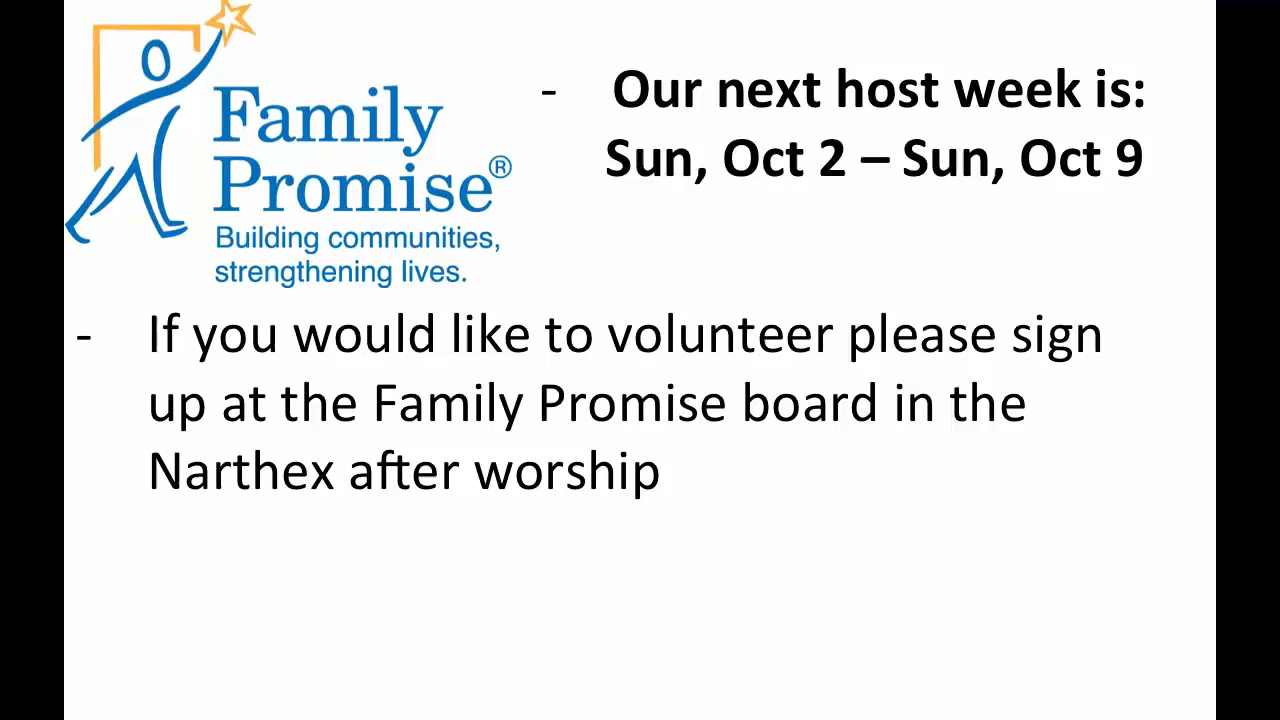 Family
Promise®
Building communities,
strengthening lives.
- Our next host week is:
Sun, Oct 2 – Sun, Oct 9
- If you would like to volunteer please sign
up at the Family Promise board in the
Narthex after worship